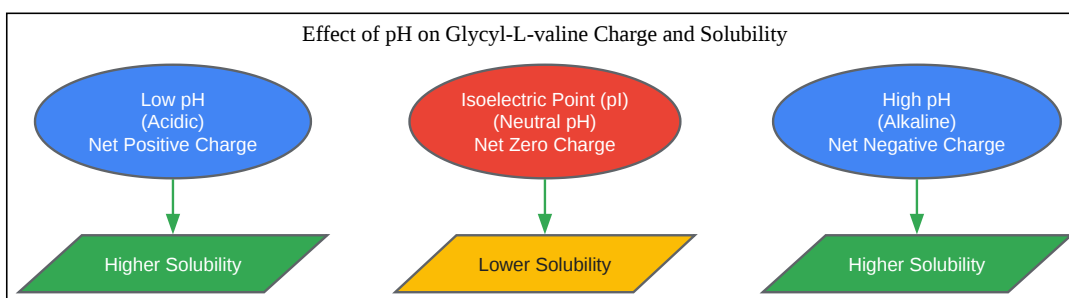 Effect of pH on Glycyl-L-valine Charge and Solubility
Low pH
(Acidic)
Net Positive Charge
Isoelectric Point (pI)
(Neutral pH)
Net Zero Charge
High pH
(Alkaline)
Net Negative Charge
Higher Solubility
Lower Solubility
Higher Solubility